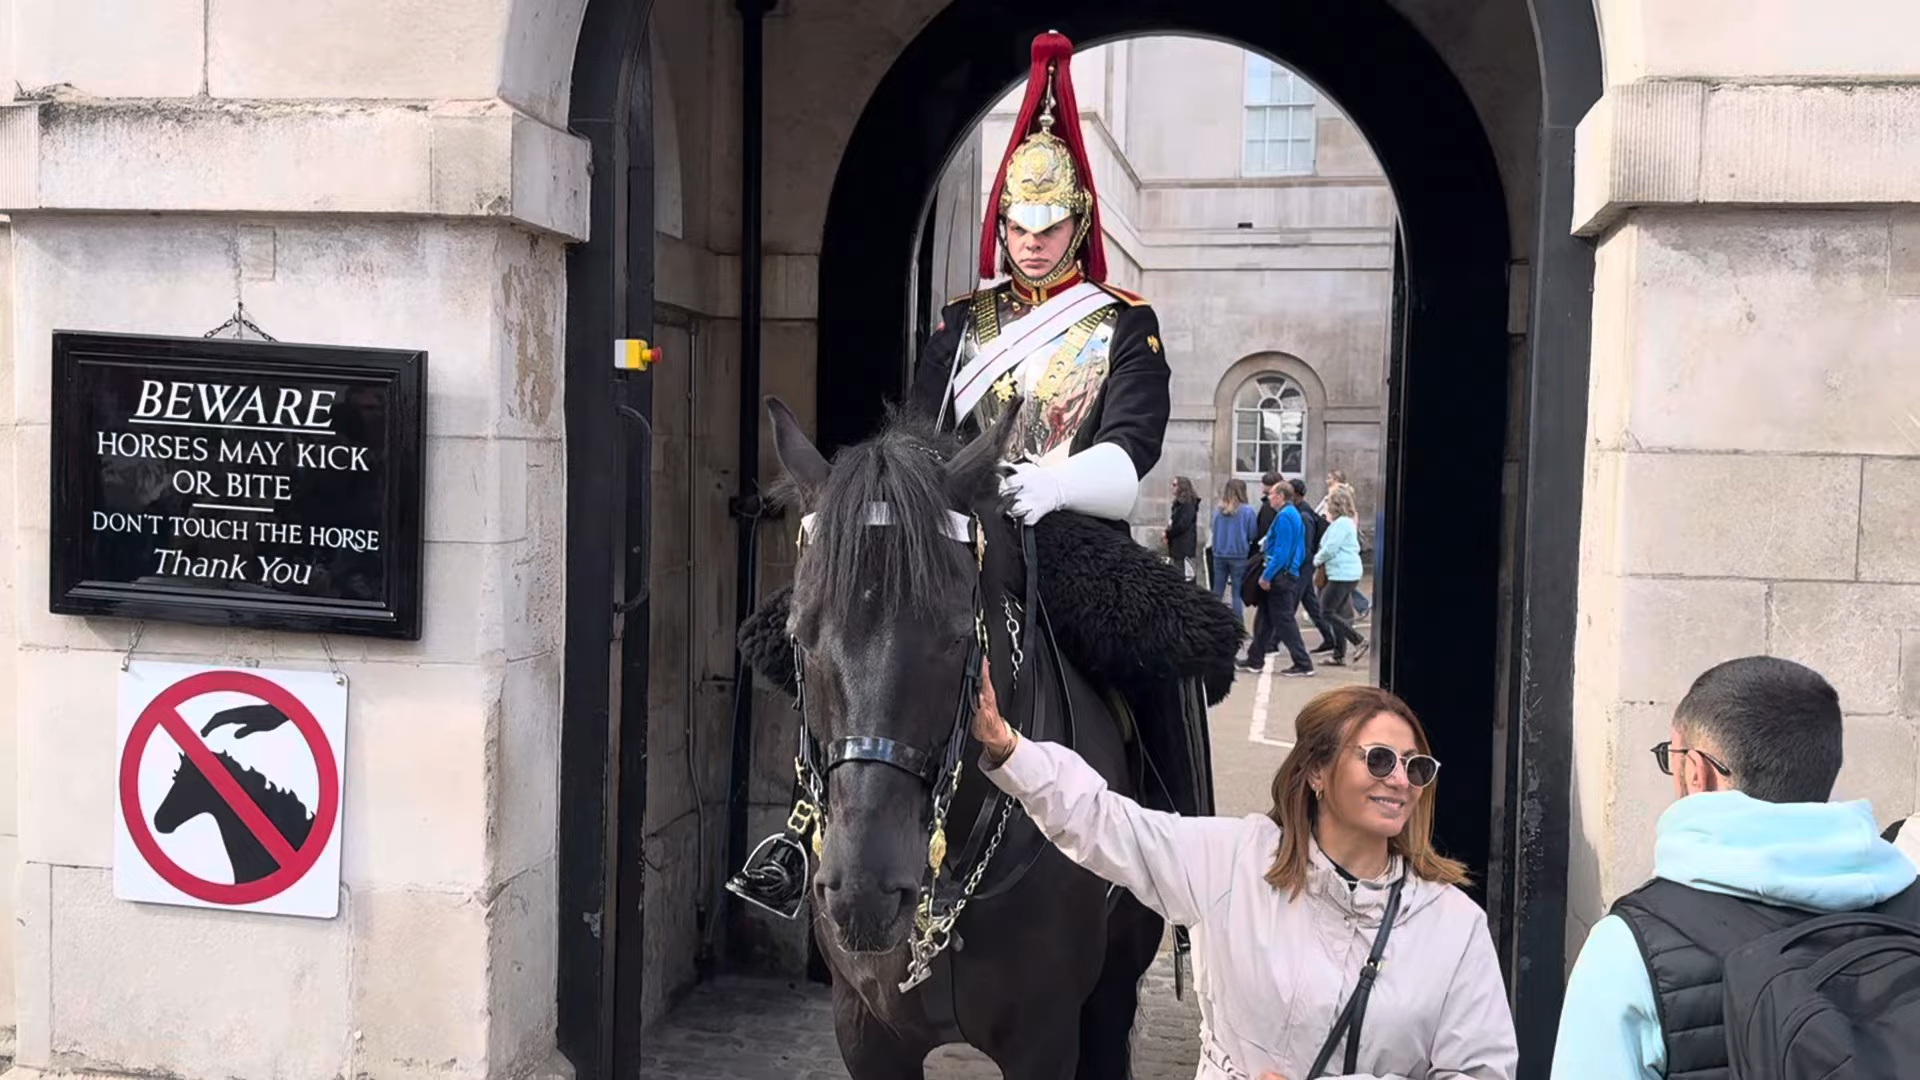 BEWARE
HORSES MAY KICK
OR BITE
DON'T TOUCH THE HORSE
Thank You